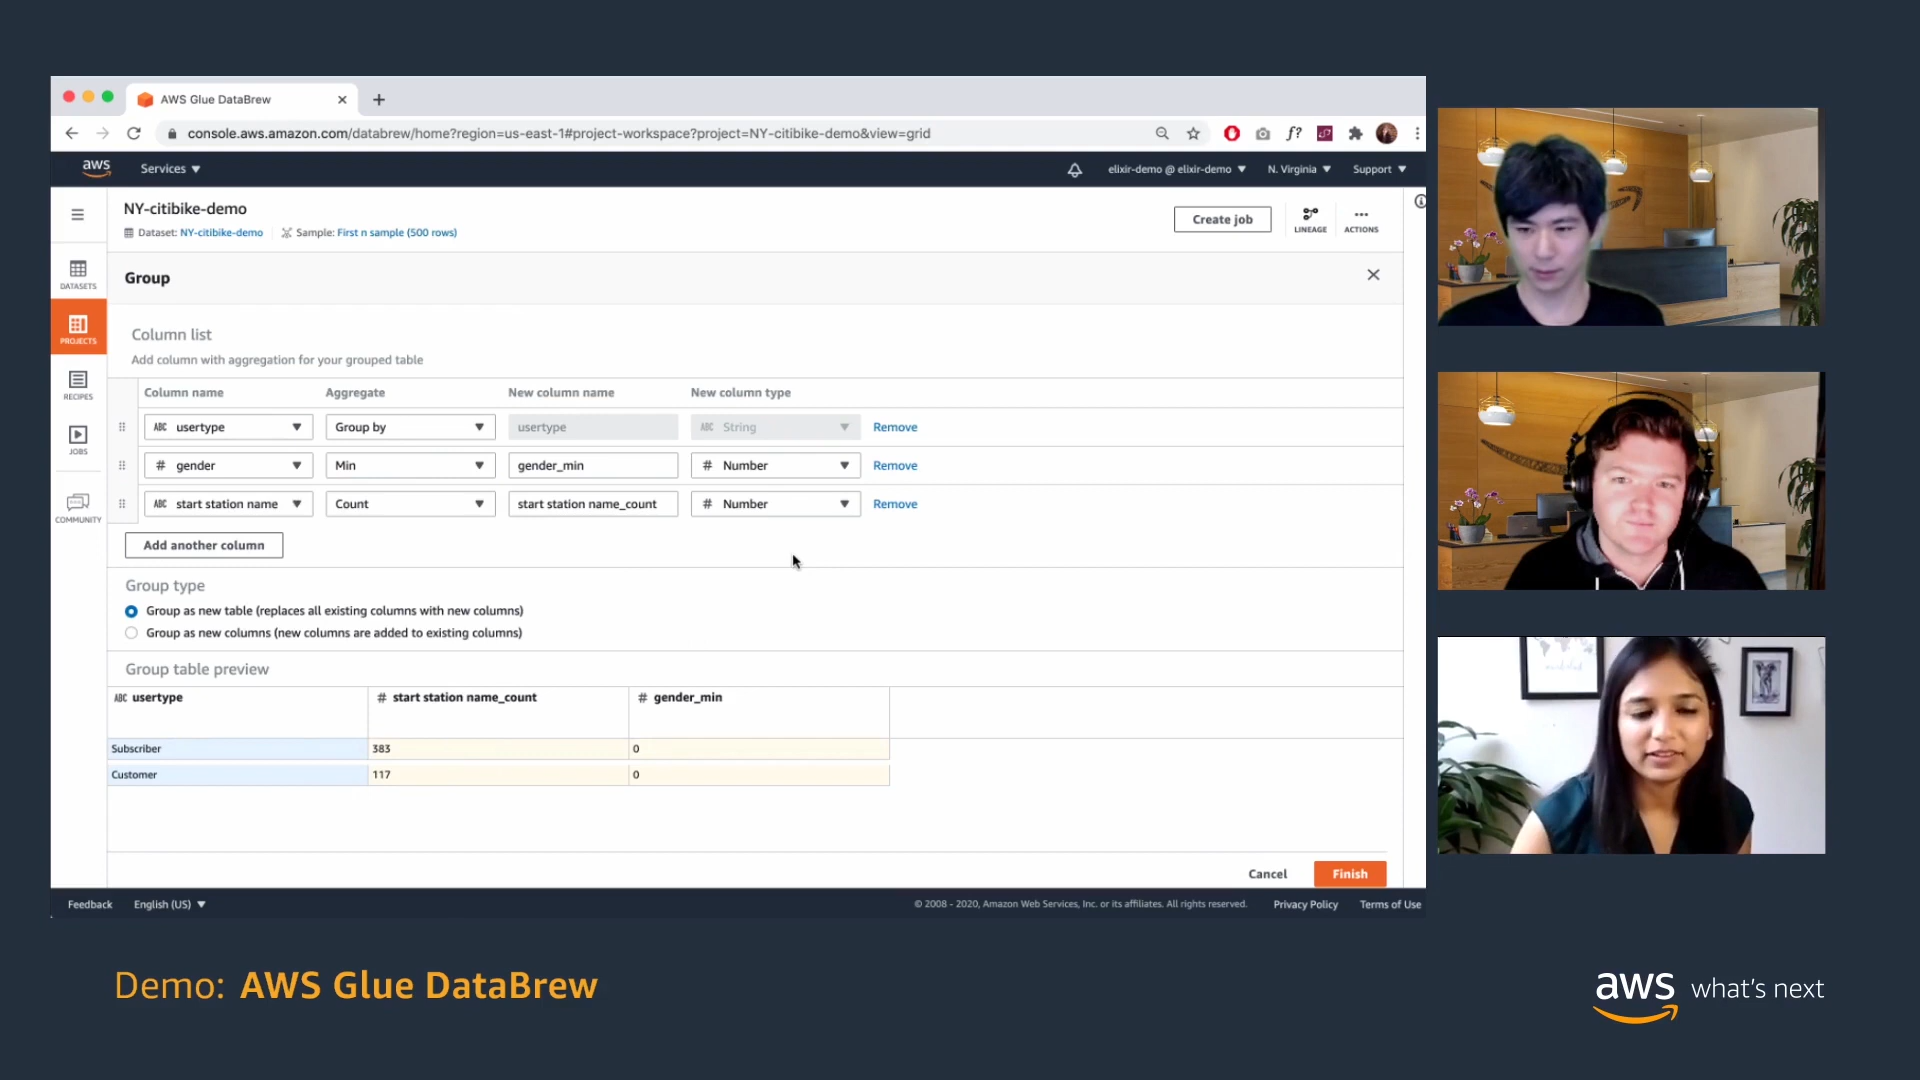 AWS Glue DataBrew
console.aws.amazon.com/databrew/home?region=us-east-1#project-workspace?project=NY-citibike-demo&view=grid
f?
aws Services elixir-demo @ elixir-demo N. Virginia Support
NY-citibike-demo
Dataset: NY-citibike-demo Sample: First n sample (500 rows)
Create job
LINEAGE
ACTIONS
DATASETS
PROJECTS
RECIPES
JOBS
COMMUNITY
Group
Column list
Add column with aggregation for your grouped table
Column name Aggregate New column name New column type
ABC usertype Group by usertype ABC String Remove
# gender Min gender_min # Number Remove
ABC start station name Count start station name_count # Number Remove
Add another column
Group type
Group as new table (replaces all existing columns with new columns)
Group as new columns (new columns are added to existing columns)
Group table preview
ABC usertype # start station name_count # gender_min
Subscriber 383 0
Customer 117 0
Cancel Finish
Feedback English (US) © 2008 - 2020, Amazon Web Services, Inc. or its affiliates. All rights reserved. Privacy Policy Terms of Use
Demo: AWS Glue DataBrew
aws what's next